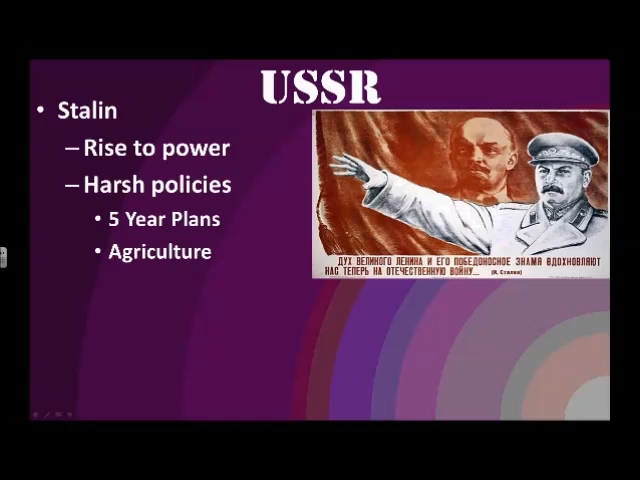 USSR
• Stalin
– Rise to power
– Harsh policies
• 5 Year Plans
• Agriculture
ДУХ ВЕЛИКОГО ЛЕНИНА И ЕГО ПОБЕДОНОСНОЕ ЗНАМЯ ВДОХНОВЛЯЮТ
НАС ТЕПЕРЬ НА ОТЕЧЕСТВЕННУЮ ВОЙНУ... (И. Сталин)